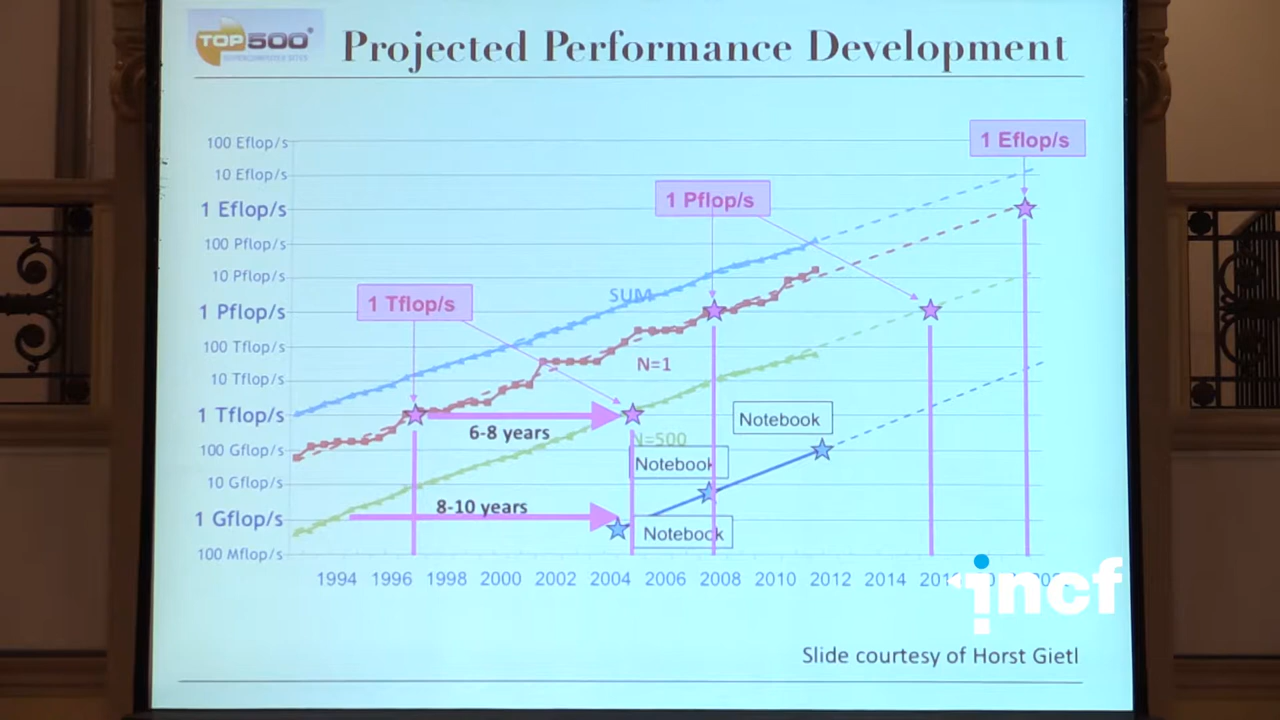 TOP500
SUPERCOMPUTER SITES
Projected Performance Development
100 Eflop/s
10 Eflop/s
1 Eflop/s
100 Pflop/s
10 Pflop/s
1 Pflop/s
100 Tflop/s
10 Tflop/s
1 Tflop/s
100 Gflop/s
10 Gflop/s
1 Gflop/s
100 Mflop/s
1 Eflop/s
1 Pflop/s
1 Tflop/s
SUM
N=1
6-8 years
N=500
Notebook
Notebook
8-10 years
Notebook
1994 1996 1998 2000 2002 2004 2006 2008 2010 2012 2014
incf
Slide courtesy of Horst Gietl